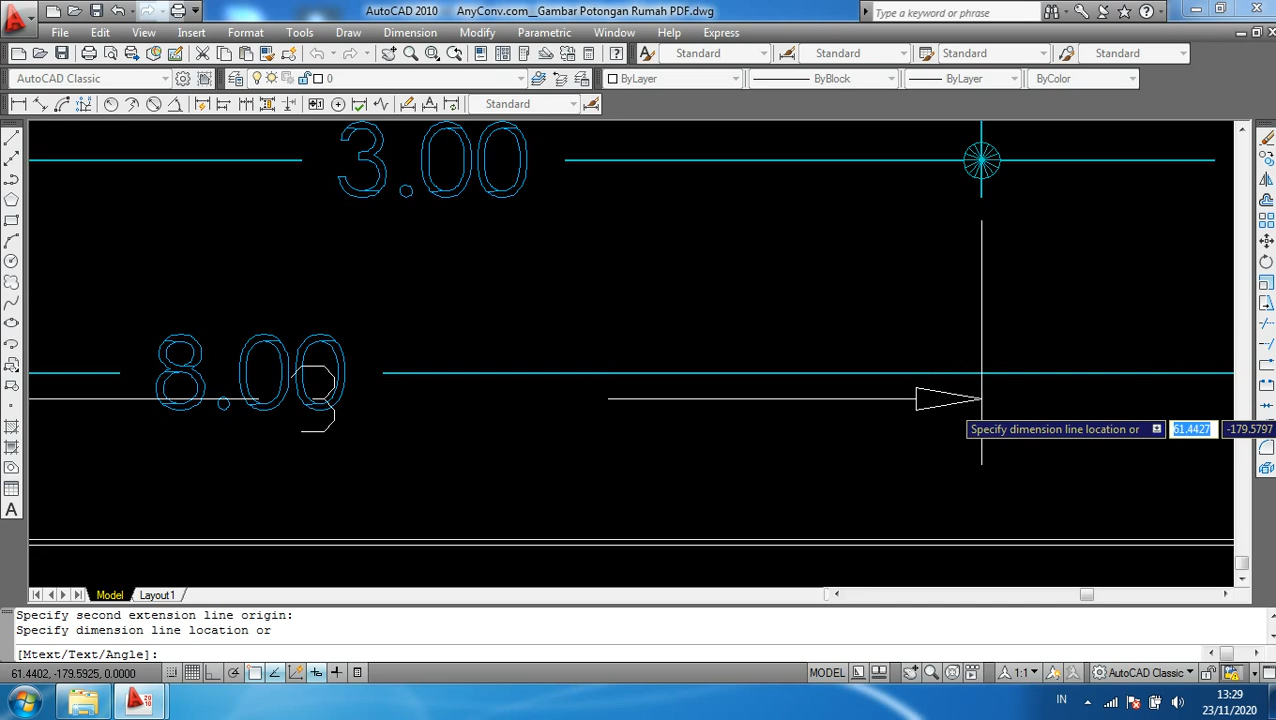 AutoCAD 2010 AnyConv.com__Gambar Potongan Rumah PDF.dwg
Type a keyword or phrase
File Edit View Insert Format Tools Draw Dimension Modify Parametric Window Help Express
Standard Standard Standard Standard
AutoCAD Classic 0 ByLayer ByBlock ByLayer ByColor
Standard
3.00
8.00
3
Specify dimension line location or 61.4427 -179.5797
Model Layout1
Specify second extension line origin:
Specify dimension line location or
[Mtext/Text/Angle]:
61.4402, -179.5925, 0.0000 MODEL 1:1 AutoCAD Classic
IN 13:29
23/11/2020